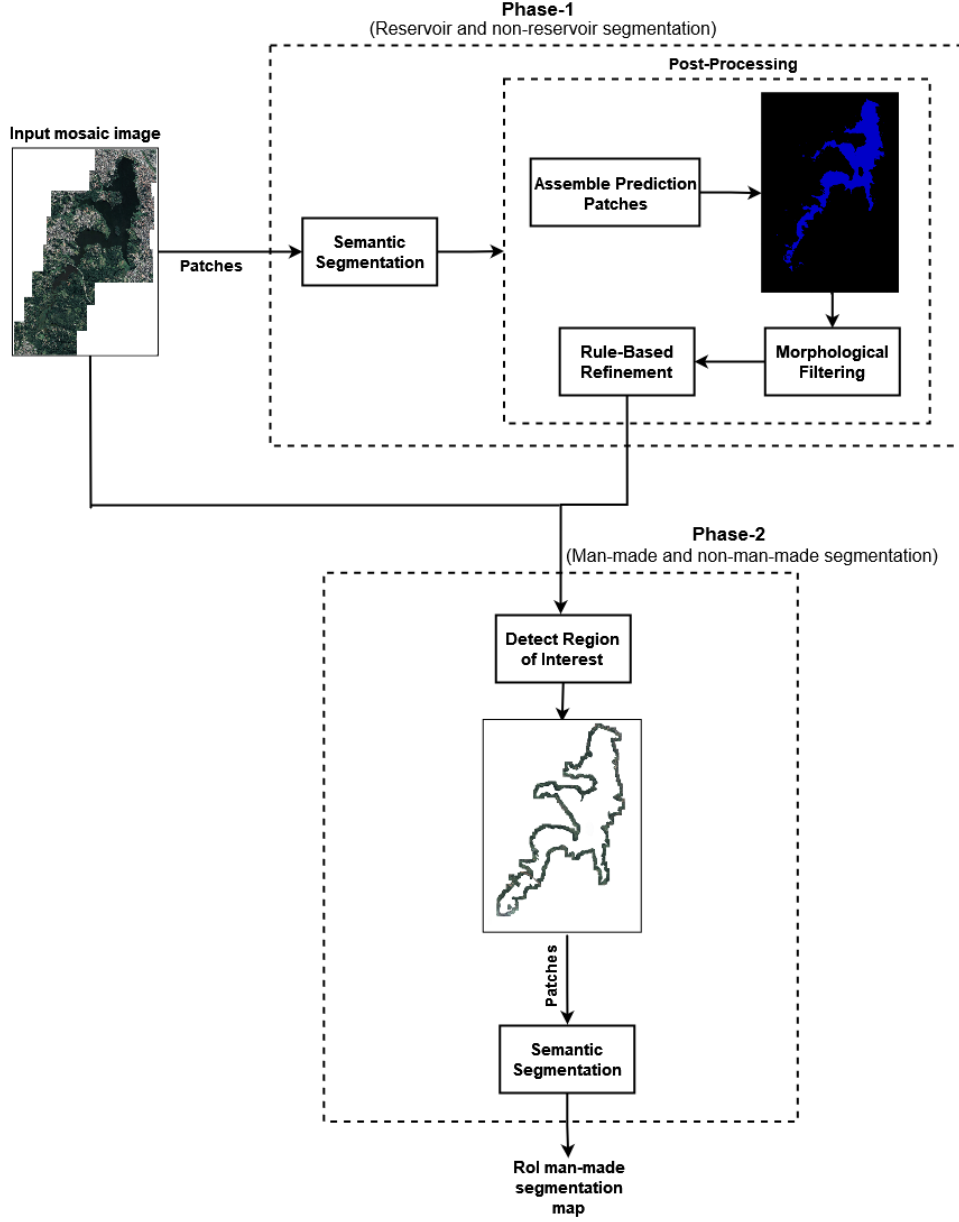 Phase-1
(Reservoir and non-reservoir segmentation)
Post-Processing
Input mosaic image
Assemble Prediction
Patches
Semantic
Segmentation
Patches
Rule-Based
Refinement
Morphological
Filtering
Phase-2
(Man-made and non-man-made segmentation)
Detect Region
of Interest
Patches
Semantic
Segmentation
RoI man-made
segmentation
map